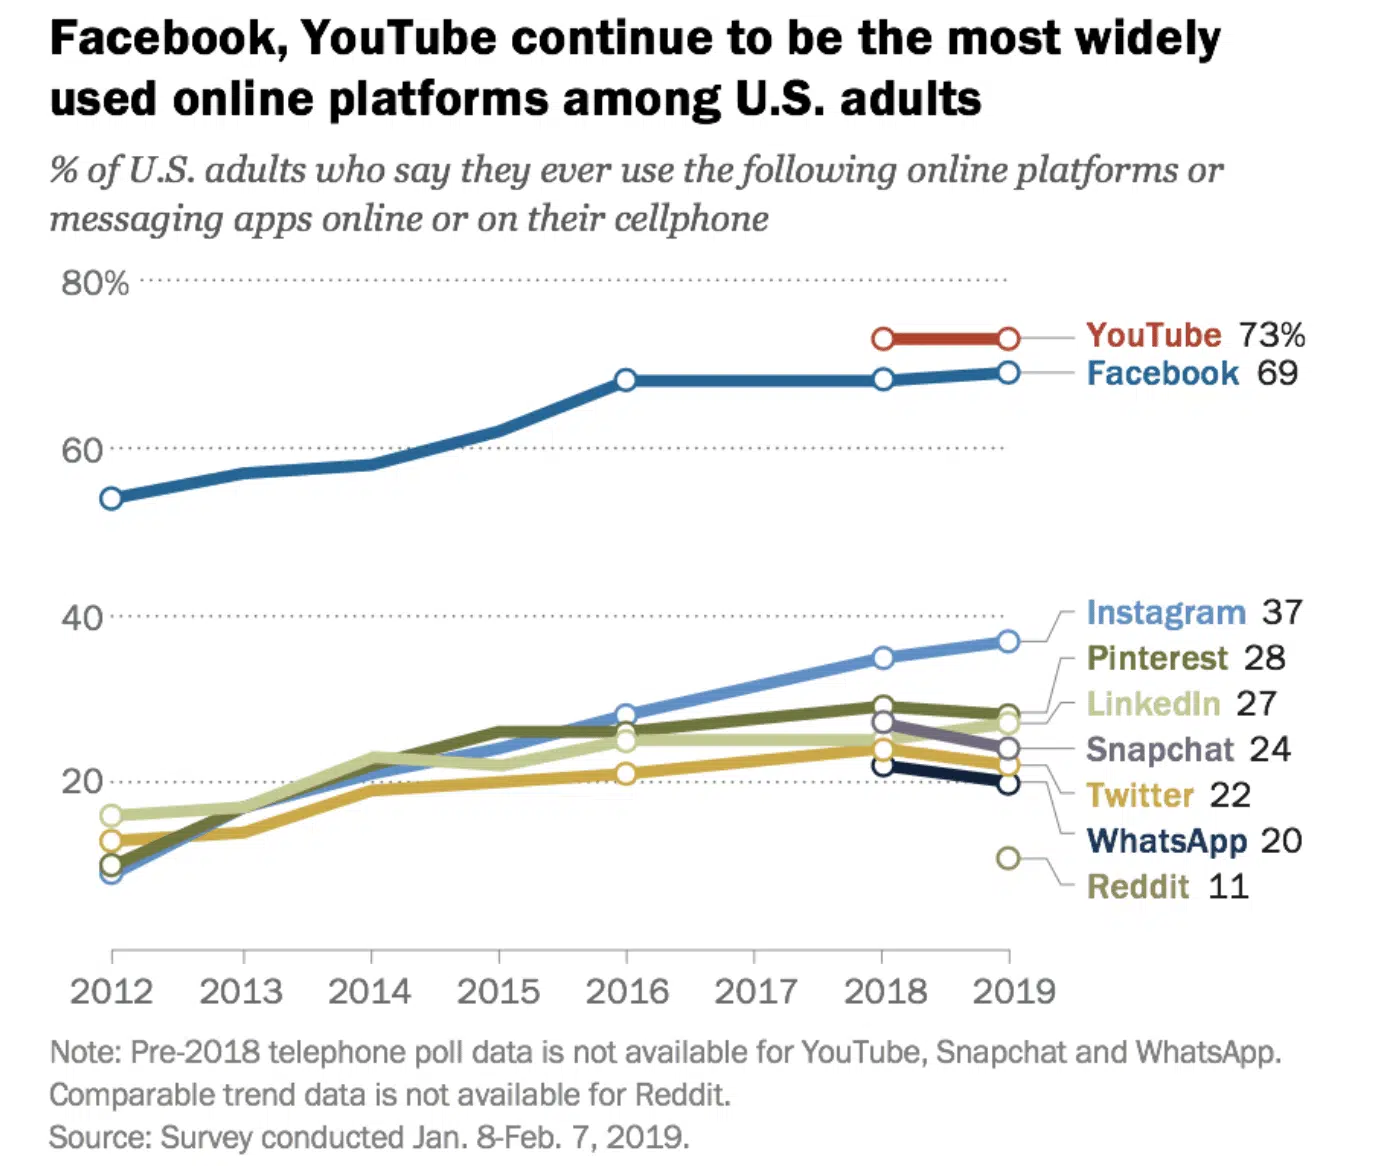 Facebook, YouTube continue to be the most widely
used online platforms among U.S. adults
% of U.S. adults who say they ever use the following online platforms or
messaging apps online or on their cellphone
80%
YouTube 73%
Facebook 69
60
40
Instagram 37
Pinterest 28
LinkedIn 27
Snapchat 24
20
Twitter 22
WhatsApp 20
Reddit 11
2012 2013 2014 2015 2016 2017 2018 2019
Note: Pre-2018 telephone poll data is not available for YouTube, Snapchat and WhatsApp.
Comparable trend data is not available for Reddit.
Source: Survey conducted Jan. 8-Feb. 7, 2019.